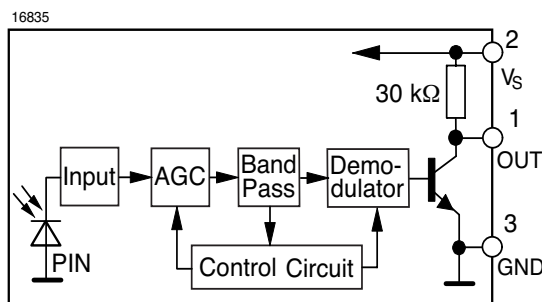 16835
2
VS
30 kΩ
1
OUT
Input
AGC
Band
Pass
Demo-
dulator
3
GND
PIN
Control Circuit